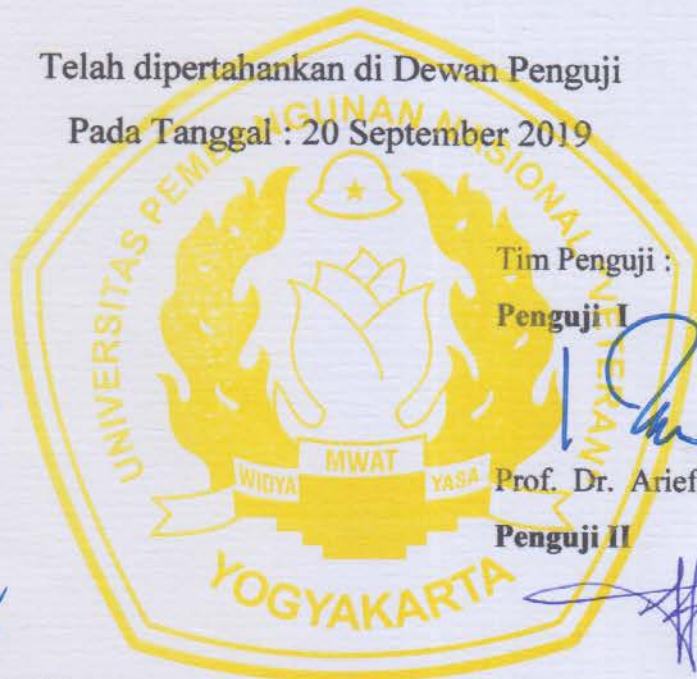 Telah dipertahankan di Dewan Penguji
Pada Tanggal : 20 September 2019
UNIVERSITAS PEMBANGUNAN NASIONAL VETERAN
Tim Penguji :
Penguji I
WIDYA MWAT YASA
Prof. Dr. Arief
Penguji II
YOGYAKARTA